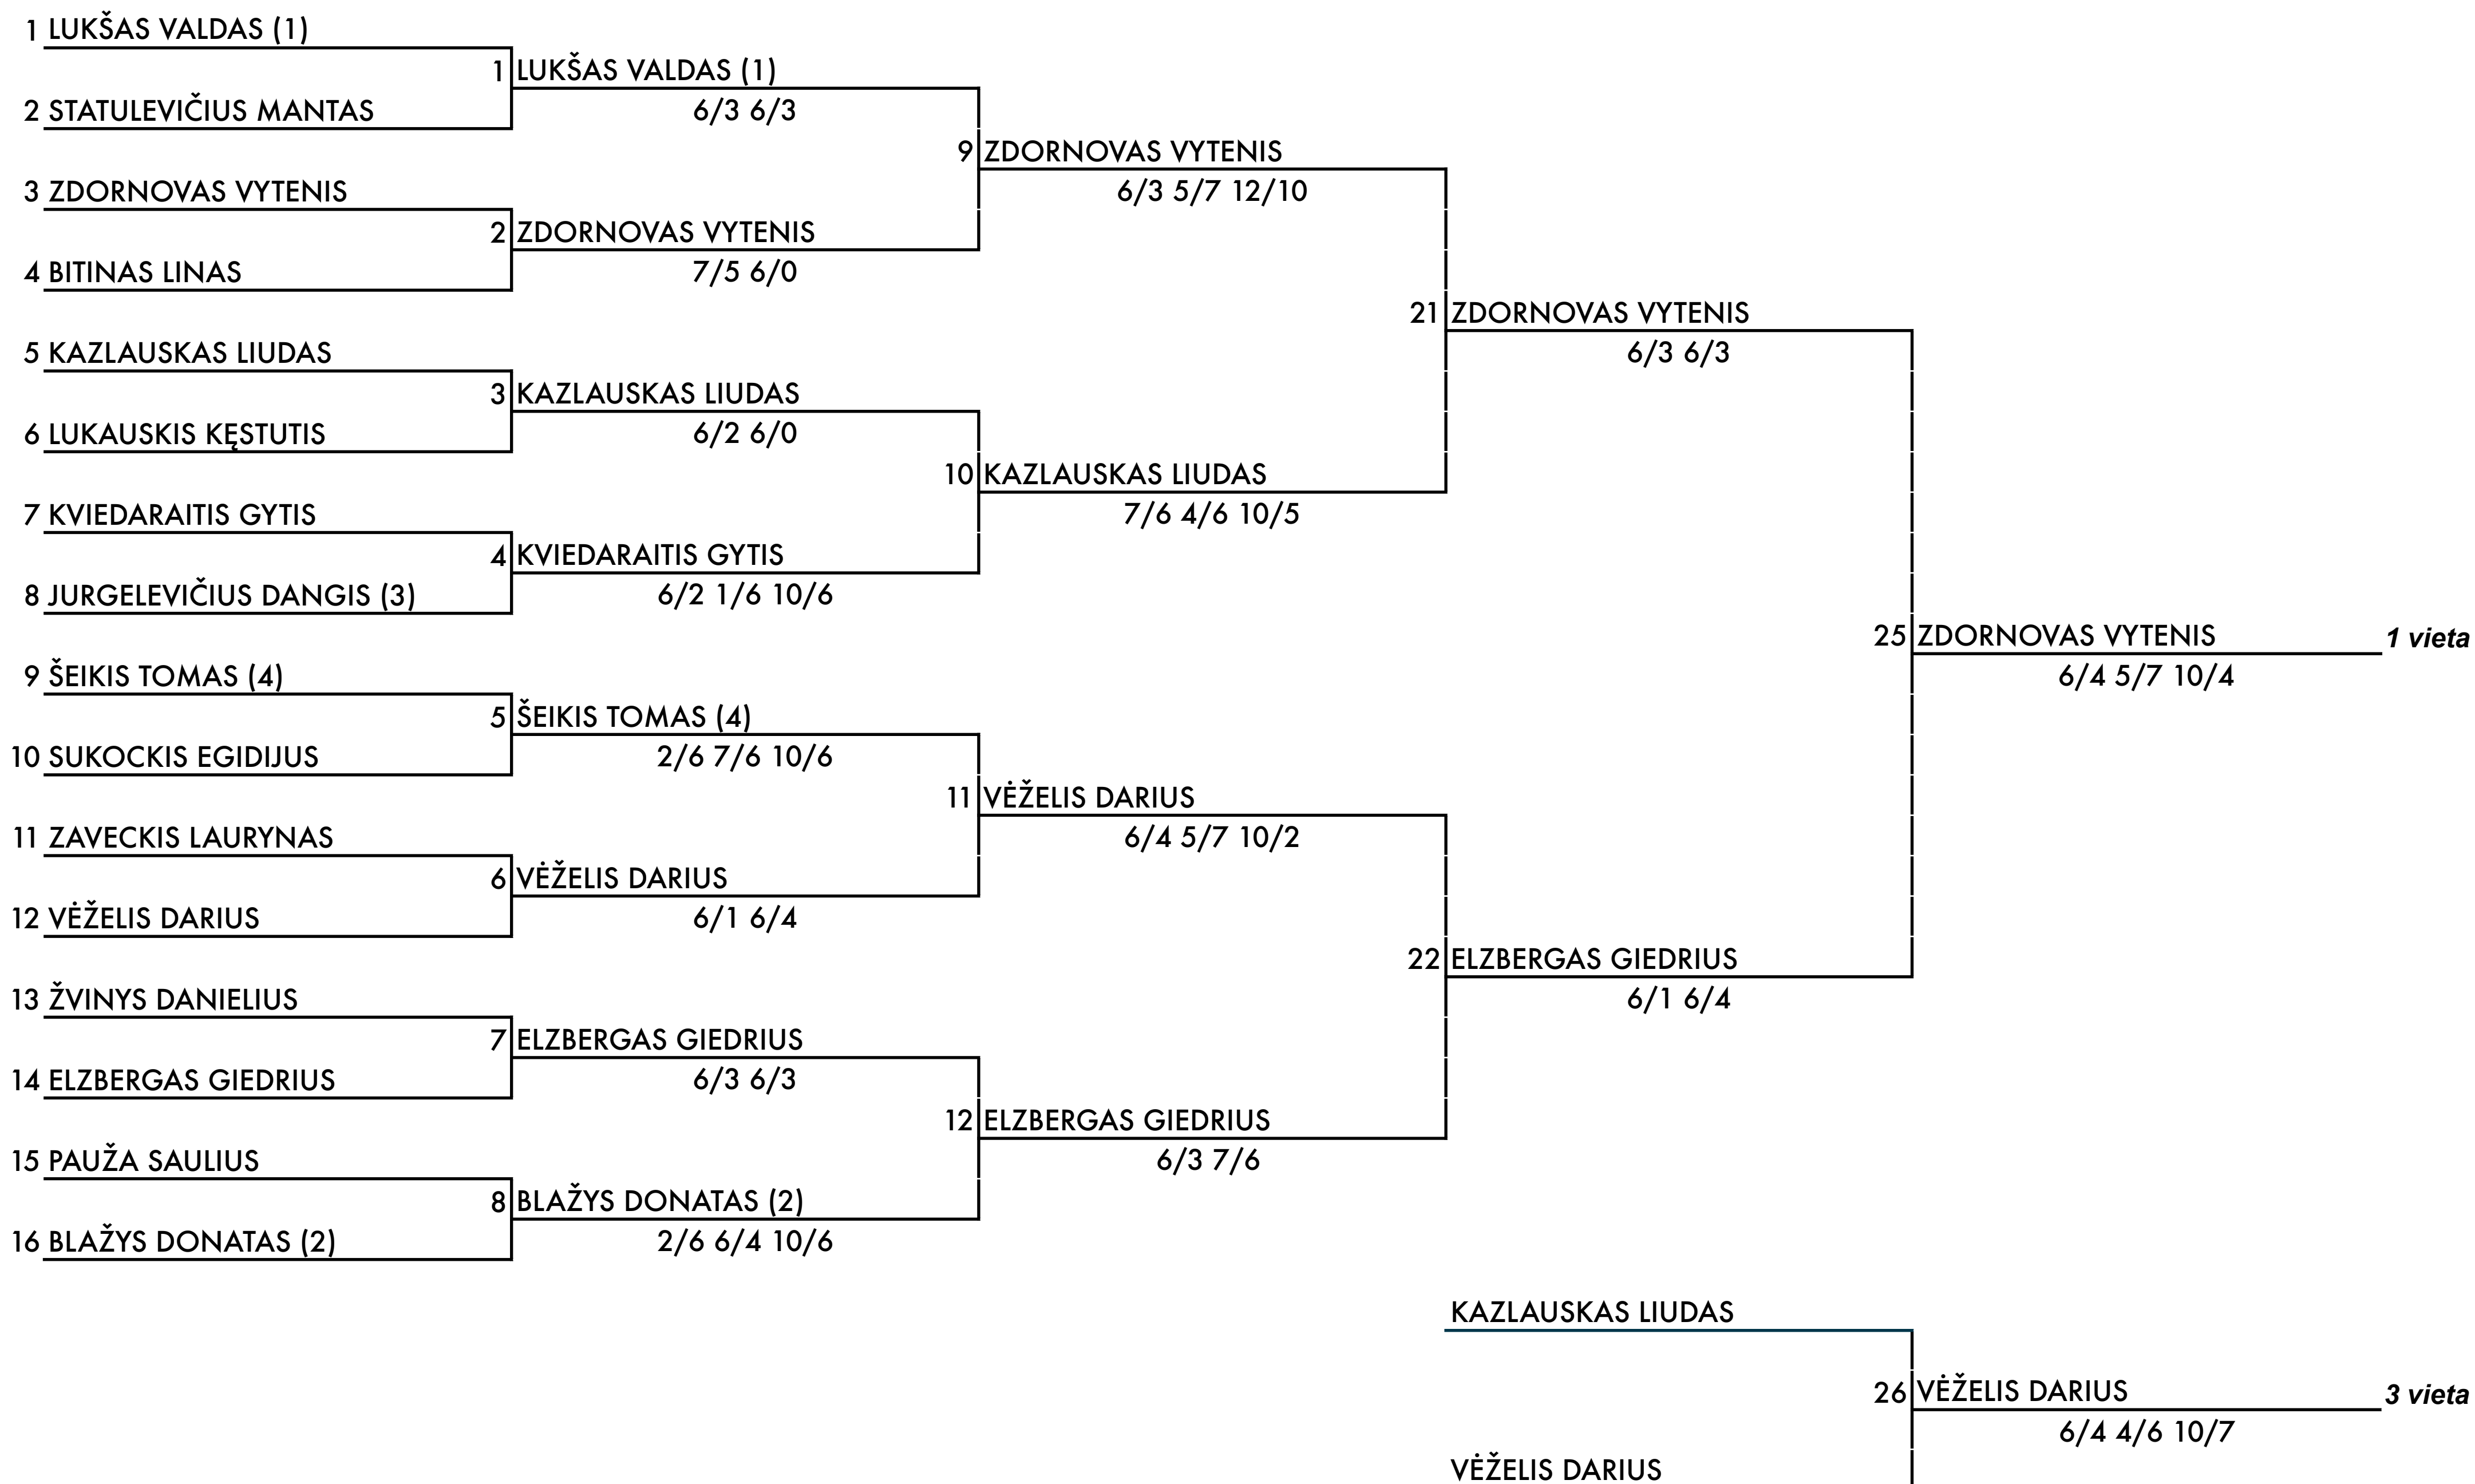 1 LUKŠAS VALDAS (1)
1 LUKŠAS VALDAS (1)
2 STATULEVIČIUS MANTAS
6/3 6/3
9 ZDORNOVAS VYTENIS
3 ZDORNOVAS VYTENIS
6/3 5/7 12/10
2 ZDORNOVAS VYTENIS
4 BITINAS LINAS
7/5 6/0
21 ZDORNOVAS VYTENIS
5 KAZLAUSKAS LIUDAS
6/3 6/3
3 KAZLAUSKAS LIUDAS
6 LUKAUSKIS KĘSTUTIS
6/2 6/0
10 KAZLAUSKAS LIUDAS
7 KVIEDARAITIS GYTIS
7/6 4/6 10/5
4 KVIEDARAITIS GYTIS
8 JURGELEVIČIUS DANGIS (3)
6/2 1/6 10/6
25 ZDORNOVAS VYTENIS 1 vieta
9 ŠEIKIS TOMAS (4)
6/4 5/7 10/4
5 ŠEIKIS TOMAS (4)
10 SUKOCKIS EGIDIJUS
2/6 7/6 10/6
11 VĖŽELIS DARIUS
11 ZAVECKIS LAURYNAS
6/4 5/7 10/2
6 VĖŽELIS DARIUS
12 VĖŽELIS DARIUS
6/1 6/4
22 ELZBERGAS GIEDRIUS
13 ŽVINYS DANIELIUS
6/1 6/4
7 ELZBERGAS GIEDRIUS
14 ELZBERGAS GIEDRIUS
6/3 6/3
12 ELZBERGAS GIEDRIUS
15 PAUŽA SAULIUS
6/3 7/6
8 BLAŽYS DONATAS (2)
16 BLAŽYS DONATAS (2)
2/6 6/4 10/6
KAZLAUSKAS LIUDAS
26 VĖŽELIS DARIUS 3 vieta
6/4 4/6 10/7
VĖŽELIS DARIUS